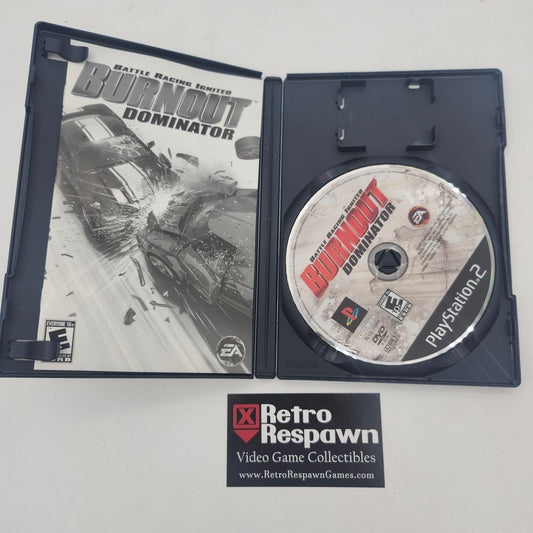 BATTLE RACING IGNITED
BURNOUT
DOMINATOR
EVERYONE 10+
EA
BATTLE RACING IGNITED
BURNOUT
DOMINATOR
EA
E
DVD
PlayStation 2
Retro
Respawn
Video Game Collectibles
www.RetroRespawnGames.com